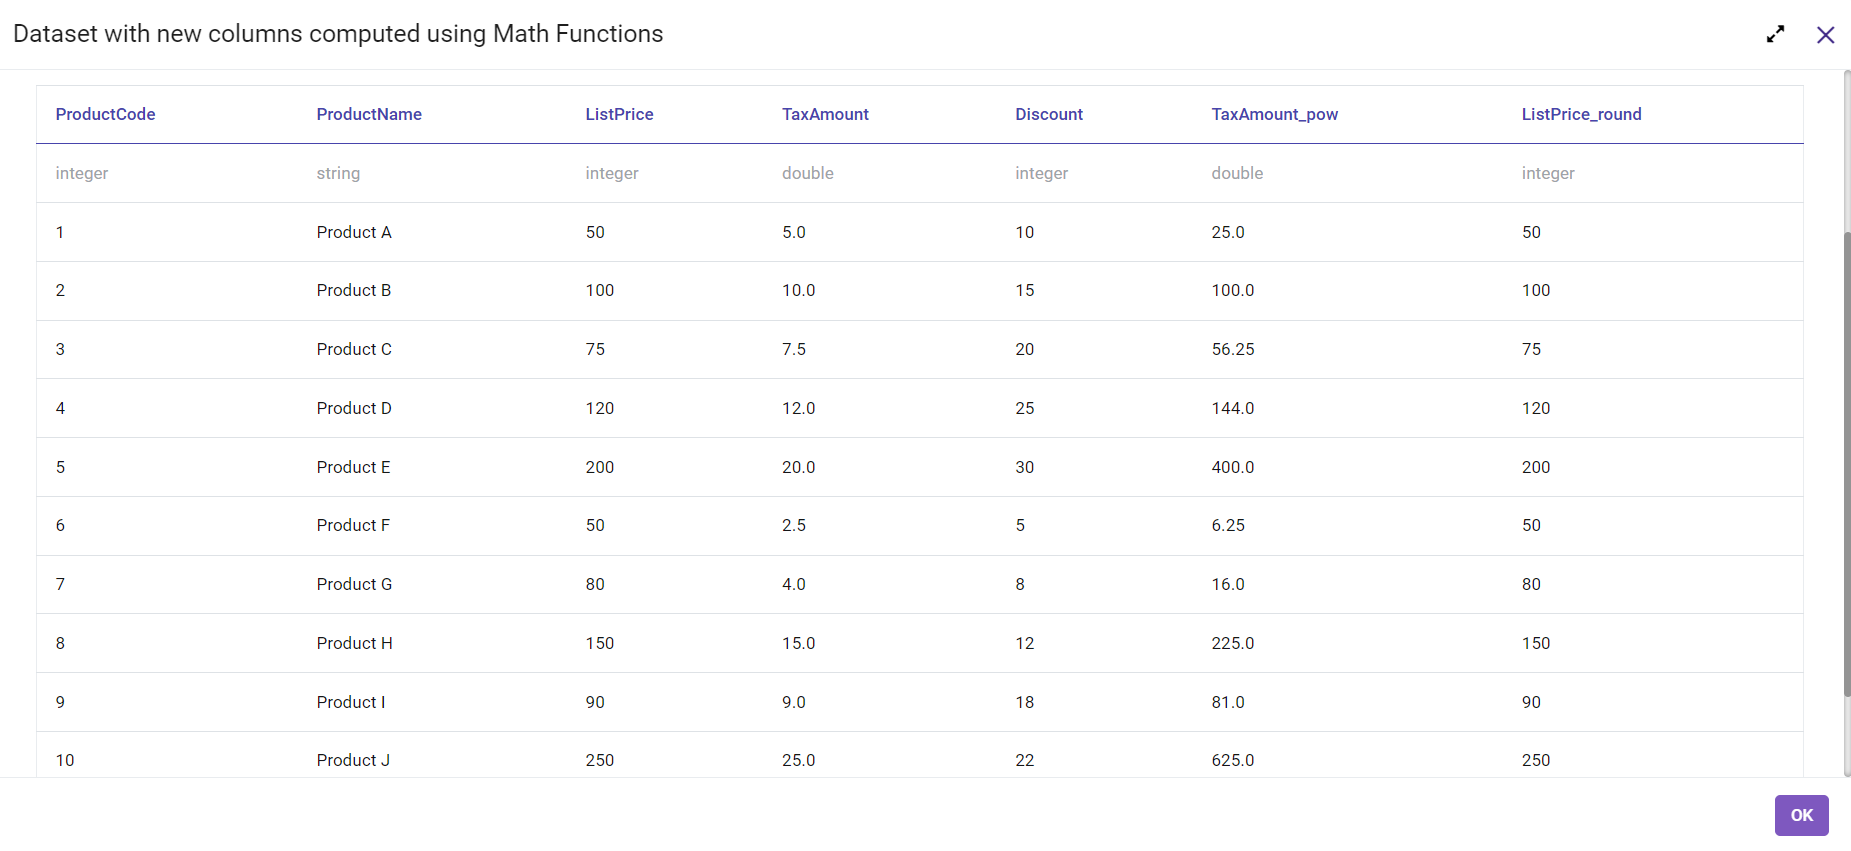 Dataset with new columns computed using Math Functions
ProductCode ProductName ListPrice TaxAmount Discount TaxAmount_pow ListPrice_round
integer string integer double integer double integer
1 Product A 50 5.0 10 25.0 50
2 Product B 100 10.0 15 100.0 100
3 Product C 75 7.5 20 56.25 75
4 Product D 120 12.0 25 144.0 120
5 Product E 200 20.0 30 400.0 200
6 Product F 50 2.5 5 6.25 50
7 Product G 80 4.0 8 16.0 80
8 Product H 150 15.0 12 225.0 150
9 Product I 90 9.0 18 81.0 90
10 Product J 250 25.0 22 625.0 250
OK